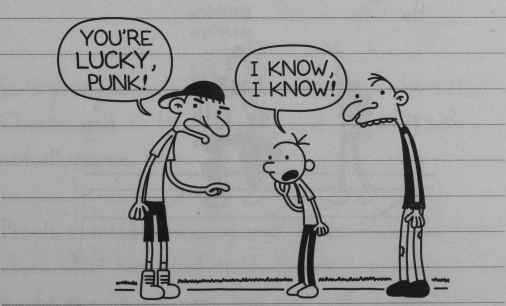 YOU'RE
LUCKY,
PUNK!
I KNOW,
I KNOW!